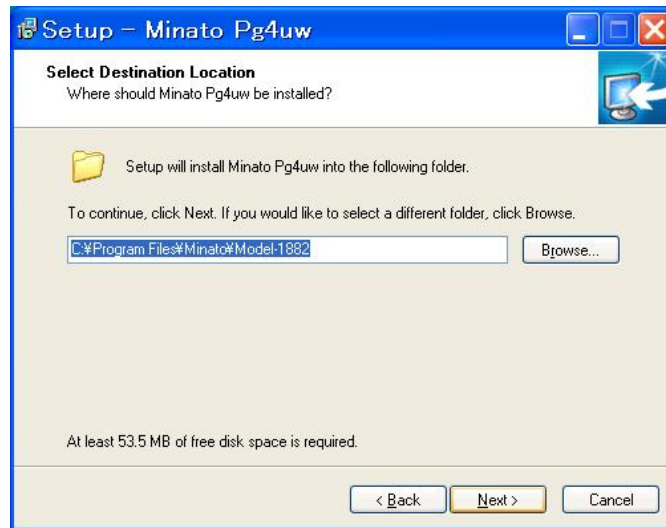 Setup - Minato Pg4uw
Select Destination Location
Where should Minato Pg4uw be installed?
Setup will install Minato Pg4uw into the following folder.
To continue, click Next. If you would like to select a different folder, click Browse.
C:¥Program Files¥Minato¥Model-1882
Browse...
At least 53.5 MB of free disk space is required.
< Back
Next >
Cancel